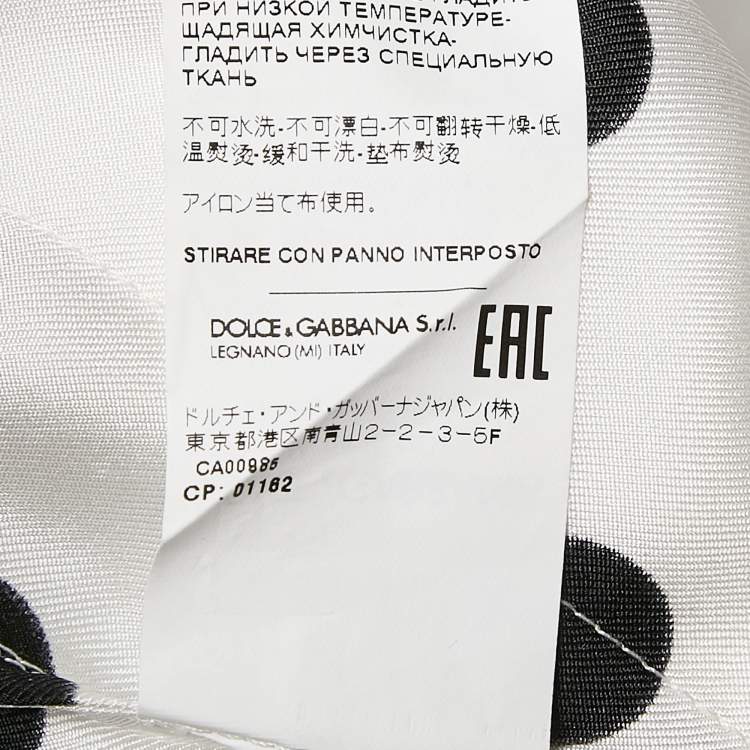 ПРИ НИЗКОЙ ТЕМПЕРАТУРЕ-
ЩАДЯЩАЯ ХИМЧИСТКА-
ГЛАДИТЬ ЧЕРЕЗ СПЕЦИАЛЬНУЮ
ТКАНЬ
不可水洗-不可漂白-不可翻转干燥-低
温熨烫-缓和干洗-垫布熨烫
アイロン当て布使用。
STIRARE CON PANNO INTERPOSTO
DOLCE & GABBANA S.r.l.
LEGNANO (MI) ITALY
EAC
ドルチェ・アンド・ガッバーナジャパン(株)
東京都港区南青山2-2-3-5F
CA00985
CP: 01162